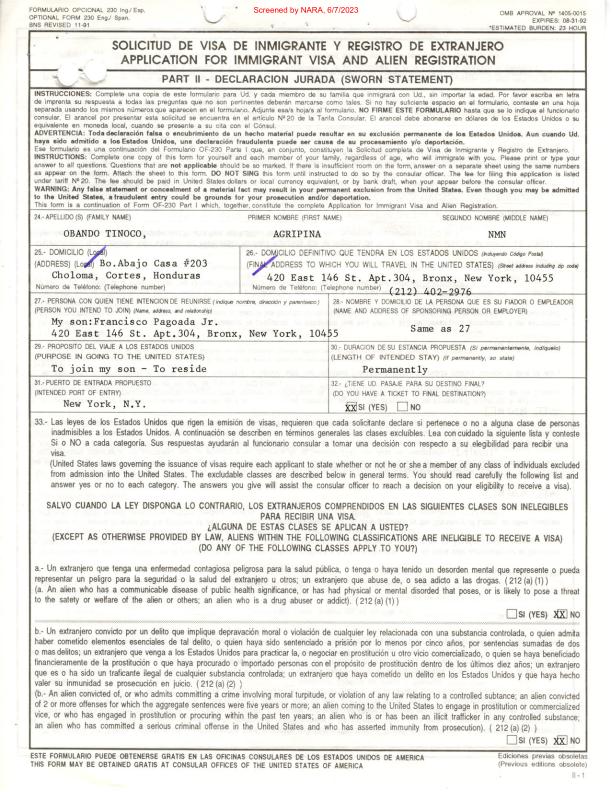 FORMULARIO OPCIONAL 230 Ing./Esp.
OPTIONAL FORM 230 Eng./ Span.
BNS REVISED 11-91
Screened by NARA, 6/7/2023
OMB APROVAL Nº 1405-0015
EXPIRES: 08-31-92
*ESTIMATED BURDEN: 23 HOUR
SOLICITUD DE VISA DE INMIGRANTE Y REGISTRO DE EXTRANJERO
APPLICATION FOR IMMIGRANT VISA AND ALIEN REGISTRATION
PART II - DECLARACION JURADA (SWORN STATEMENT)
INSTRUCCIONES: Complete una copia de este formulario para Ud. y cada miembro de su familia que inmigrará con Ud., sin importar la edad. Por favor escriba en letra
de imprenta su respuesta a todas las preguntas que no son pertinentes deberán marcarse como tales. Si no hay suficiente espacio en el formulario, conteste en una hoja
separada usando los mismos números que aparecen en el formulario. Adjunte esa/s hoja/s al formulario. NO FIRME ESTE FORMULARIO hasta que se lo indique el funcionario
consular. El arancel por presentar esta solicitud se encuentra en el artículo Nº 20 de la Tarifa Consular. El arancel debe abonarse en dólares de los Estados Unidos o su
equivalente en moneda local, cuando se presente a su cita con el Cónsul.
ADVERTENCIA: Toda declaración falsa o encubrimiento de un hecho material puede resultar en su exclusión permanente de los Estados Unidos. Aun cuando Ud.
haya sido admitido a los Estados Unidos, una declaración fraudulenta puede ser causa de su procesamiento y/o deportación.
Ese formulario es una continuación del Formulario OF-230 Parte I que, en conjunto, constituyen la Solicitud completa de Visa de Inmigrante y Registro de Extranjero.
INSTRUCTIONS: Complete one copy of this form for yourself and each member of your family, regardless of age, who will immigrate with you. Please print or type your
answer to all questions. Questions that are not applicable should be so marked. If there is insufficient room on the form, answer on a separate sheet using the same numbers
as appear on the form. Attach the sheet to this form. DO NOT SING this form until instructed to do so by the consular officer. The fee for filing this application is listed
under tariff Nº 20. The fee should be paid in United States dollars or local currency equivalent, or by bank draft, when your appear before the consular officer.
WARNING: Any false statement or concealment of a material fact may result in your permanent exclusion from the United States. Even though you may be admitted
to the United States, a fraudulent entry could be grounds for your prosecution and/or deportation.
This form is a continuation of Form OF-230 Part I which, together, constitute the complete Application for Immigrant Visa and Alien Registration.
24.- APELLIDO(S) (FAMILY NAME) PRIMER NOMBRE (FIRST NAME) SEGUNDO NOMBRE (MIDDLE NAME)
OBANDO TINOCO, AGRIPINA NMN
25.- DOMICILIO (Local)
(ADDRESS) (Local) Bo.Abajo Casa #203
Choloma, Cortes, Honduras
Número de Teléfono: (Telephone number)
26.- DOMICILIO DEFINITIVO QUE TENDRA EN LOS ESTADOS UNIDOS (Incluyendo Código Postal)
(FINAL ADDRESS TO WHICH YOU WILL TRAVEL IN THE UNITED STATES) (Street address including zip code)
420 East 146 St. Apt.304, Bronx, New York, 10455
Número de Teléfono: (Telephone number) (212) 402-2976
27.- PERSONA CON QUIEN TIENE INTENCION DE REUNIRSE (Indique nombre, dirección y parentesco)
(PERSON YOU INTEND TO JOIN) (Name, address, and relationship)
My son:Francisco Pagoada Jr.
420 East 146 St. Apt.304, Bronx, New York, 10455
28.- NOMBRE Y DOMICILIO DE LA PERSONA QUE ES SU FIADOR O EMPLEADOR
(NAME AND ADDRESS OF SPONSORING PERSON OR EMPLOYER)
Same as 27
29.- PROPOSITO DEL VIAJE A LOS ESTADOS UNIDOS
(PURPOSE IN GOING TO THE UNITED STATES)
To join my son - To reside
30.- DURACION DE SU ESTANCIA PROPUESTA (Si permanentemente, indíquelo)
(LENGTH OF INTENDED STAY) (If permanently, so state)
Permanently
31.- PUERTO DE ENTRADA PROPUESTO
(INTENDED PORT OF ENTRY)
New York, N.Y.
32.- ¿TIENE UD. PASAJE PARA SU DESTINO FINAL?
(DO YOU HAVE A TICKET TO FINAL DESTINATION?)
XX SI (YES) NO
33.- Las leyes de los Estados Unidos que rigen la emisión de visas, requieren que cada solicitante declare si pertenece o no a alguna clase de personas
inadmisibles a los Estados Unidos. A continuación se describen en términos generales las clases excluibles. Lea con cuidado la siguiente lista y conteste
Si o NO a cada categoría. Sus respuestas ayudarán al funcionario consular a tomar una decisión con respecto a su elegibilidad para recibir una
visa.
(United States laws governing the issuance of visas require each applicant to state whether or not he or she a member of any class of individuals excluded
from admission into the United States. The excludable classes are described below in general terms. You should read carefully the following list and
answer yes or no to each category. The answers you give will assist the consular officer to reach a decision on your eligibility to receive a visa).
SALVO CUANDO LA LEY DISPONGA LO CONTRARIO, LOS EXTRANJEROS COMPRENDIDOS EN LAS SIGUIENTES CLASES SON INELEGIBLES
PARA RECIBIR UNA VISA.
¿ALGUNA DE ESTAS CLASES SE APLICAN A USTED?
(EXCEPT AS OTHERWISE PROVIDED BY LAW, ALIENS WITHIN THE FOLLOWING CLASSIFICATIONS ARE INELIGIBLE TO RECEIVE A VISA)
(DO ANY OF THE FOLLOWING CLASSES APPLY TO YOU?)
a.- Un extranjero que tenga una enfermedad contagiosa peligrosa para la salud pública, o tenga o haya tenido un desorden mental que represente o pueda
representar un peligro para la seguridad o la salud del extranjero u otros; un extranjero que abuse de, o sea adicto a las drogas. ( 212 (a) (1) )
(a. An alien who has a communicable disease of public health significance, or has had physical or mental disorder that poses, or is likely to pose a threat
to the safety or welfare of the alien or others; an alien who is a drug abuser or addict). ( 212 (a) (1) )
SI (YES) XX NO
b.- Un extranjero convicto por un delito que implique depravación moral o violación de cualquier ley relacionada con una substancia controlada, o quien admita
haber cometido elementos esenciales de tal delito, o quien haya sido sentenciado a prisión por lo menos por cinco años, por sentencias sumadas de dos
o mas delitos; un extranjero que venga a los Estados Unidos para practicar la, o negociar en prostitución u otro vicio comercializado, o quien se haya beneficiado
financieramente de la prostitución o que haya procurado o importado personas con el propósito de prostitución dentro de los últimos diez años; un extranjero
que es o ha sido un traficante ilegal de cualquier substancia controlada; un extranjero que haya cometido un delito en los Estados Unidos y que haya hecho
valer su inmunidad se prosecution en juicio. ( 212 (a) (2) )
(b.- An alien convicted of, or who admits committing a crime involving moral turpitude, or violation of any law relating to a controlled subtance; an alien convicted
of 2 or more offenses for which the aggregate sentences were five years or more; an alien coming to the United States to engage in prostitution or commercialized
vice, or who has engaged in prostitution or procuring within the past ten years; an alien who is or has been an illicit trafficker in any controlled substance;
an alien who has committed a serious criminal offense in the United States and who has asserted immunity from prosecution). ( 212 (a) (2) )
SI (YES) XX NO
ESTE FORMULARIO PUEDE OBTENERSE GRATIS EN LAS OFICINAS CONSULARES DE LOS ESTADOS UNIDOS DE AMERICA
THIS FORM MAY BE OBTAINED GRATIS AT CONSULAR OFFICES OF THE UNITED STATES OF AMERICA
Ediciones previas obsoletas
(Previous editions obsolete)
II - 1